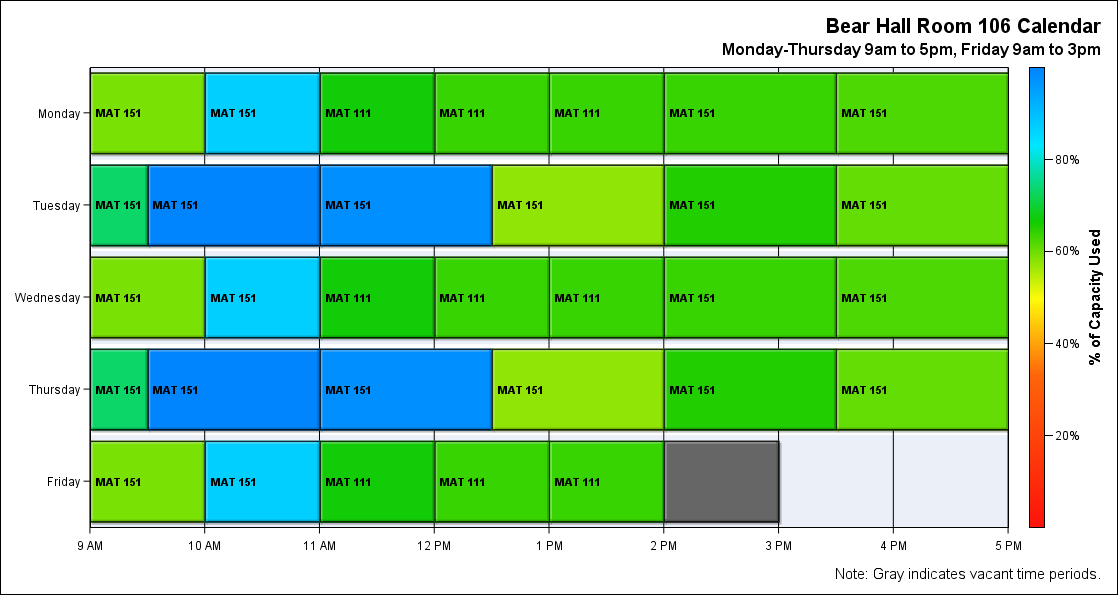 Bear Hall Room 106 Calendar
Monday-Thursday 9am to 5pm, Friday 9am to 3pm
Monday MAT 151 MAT 151 MAT 111 MAT 111 MAT 111 MAT 151 MAT 151
80%
Tuesday MAT 151 MAT 151 MAT 151 MAT 151 MAT 151 MAT 151
60%
% of Capacity Used
Wednesday MAT 151 MAT 151 MAT 111 MAT 111 MAT 111 MAT 151 MAT 151
40%
Thursday MAT 151 MAT 151 MAT 151 MAT 151 MAT 151 MAT 151
20%
Friday MAT 151 MAT 151 MAT 111 MAT 111 MAT 111
9 AM 10 AM 11 AM 12 PM 1 PM 2 PM 3 PM 4 PM 5 PM
Note: Gray indicates vacant time periods.